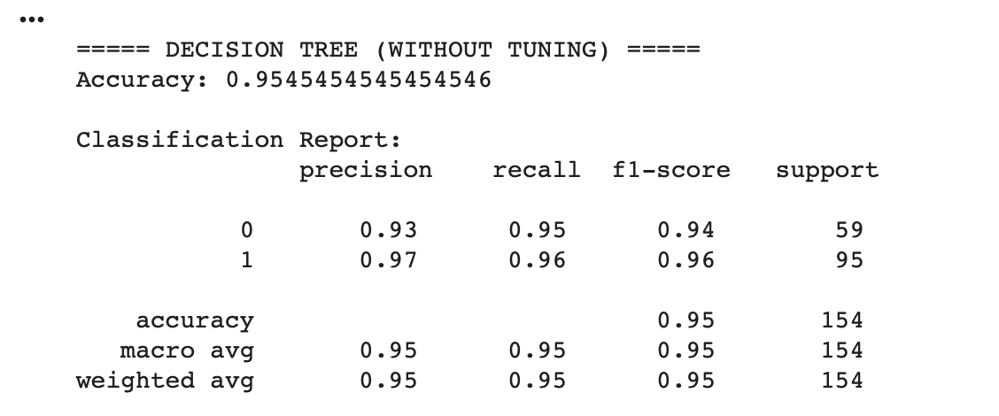 •••
===== DECISION TREE (WITHOUT TUNING) =====
Accuracy: 0.9545454545454546
Classification Report:
precision recall f1-score support
0 0.93 0.95 0.94 59
1 0.97 0.96 0.96 95
accuracy 0.95 154
macro avg 0.95 0.95 0.95 154
weighted avg 0.95 0.95 0.95 154